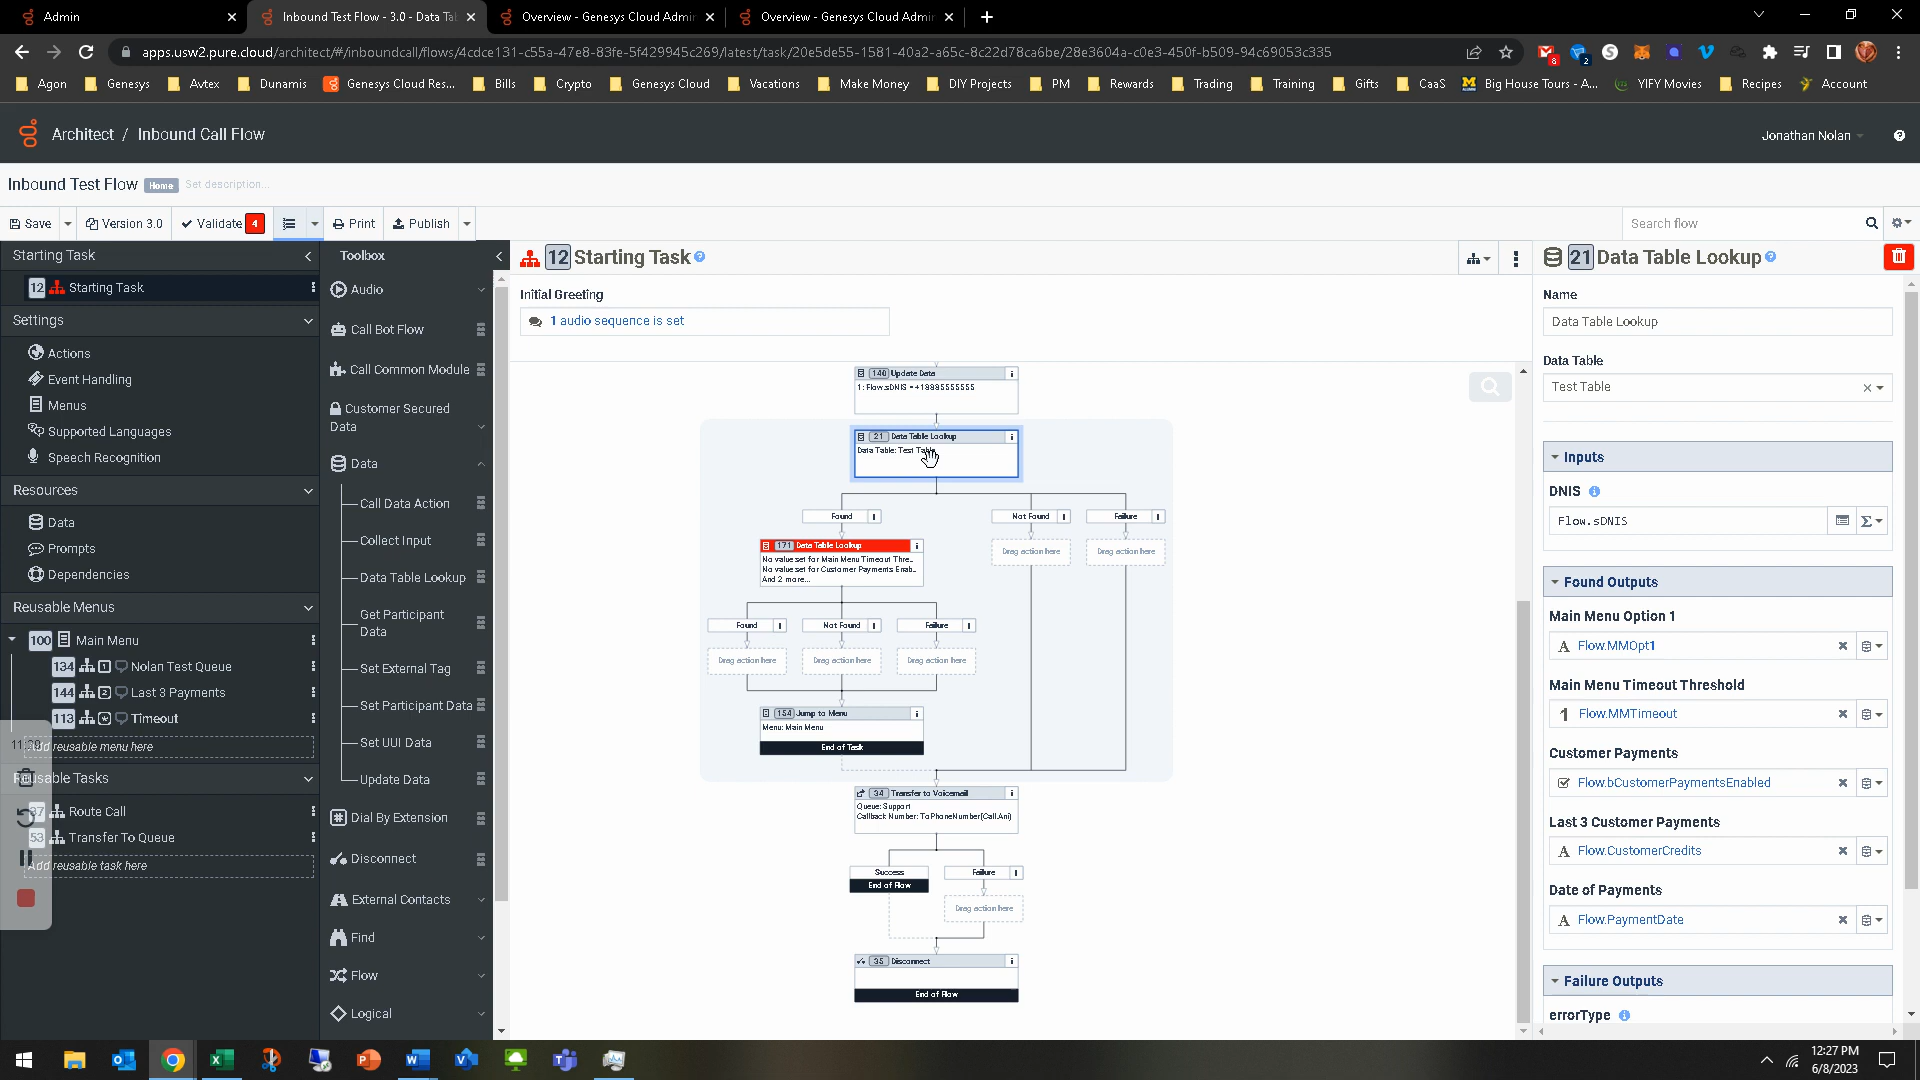 Admin
Inbound Test Flow - 3.0 - Data Ta
Overview - Genesys Cloud Admin
Overview - Genesys Cloud Admin
apps.usw2.pure.cloud/architect/#/inboundcall/flows/4cdce131-c55a-47e8-83fe-5f429945c269/latest/task/20e5de55-1581-40a2-a65c-8c22d78ca6be/28e3604a-c0e3-450f-b509-94c69053c335
Agon
Genesys
Avtex
Dunamis
Genesys Cloud Res...
Bills
Crypto
Genesys Cloud
Vacations
Make Money
DIY Projects
PM
Rewards
Trading
Training
Gifts
CaaS
Big House Tours - A...
YIFY Movies
Recipes
Account
Architect / Inbound Call Flow
Jonathan Nolan
Inbound Test Flow Home Set description...
Save
Version 3.0
Validate 4
Print
Publish
Search flow
Starting Task
12 Starting Task
Settings
Actions
Event Handling
Menus
Supported Languages
Speech Recognition
Resources
Data
Prompts
Dependencies
Reusable Menus
100 Main Menu
134 1 Nolan Test Queue
144 2 Last 3 Payments
113 Timeout
Add reusable menu here
Reusable Tasks
37 Route Call
53 Transfer To Queue
Add reusable task here
Toolbox
Audio
Call Bot Flow
Call Common Module
Customer Secured
Data
Data
Call Data Action
Collect Input
Data Table Lookup
Get Participant
Data
Set External Tag
Set Participant Data
Set UUI Data
Update Data
Dial By Extension
Disconnect
External Contacts
Find
Flow
Logical
12 Starting Task
Initial Greeting
1 audio sequence is set
140 Update Data
1: Flow.sDNIS = +18885555555
21 Data Table Lookup
Data Table: Test Table
Found
Not Found
Failure
171 Data Table Lookup
No value set for Main Menu Timeout Thre..
No value set for Customer Payments Enab..
And 2 more...
Drag action here
Drag action here
Found
Not Found
Failure
Drag action here
Drag action here
Drag action here
154 Jump to Menu
Menu: Main Menu
End of Task
34 Transfer to Voicemail
Queue: Support
Callback Number: ToPhoneNumber(Call.Ani)
Success
End of Flow
Failure
Drag action here
35 Disconnect
End of Flow
21 Data Table Lookup
Name
Data Table Lookup
Data Table
Test Table
Inputs
DNIS
Flow.sDNIS
Found Outputs
Main Menu Option 1
Flow.MMOpt1
Main Menu Timeout Threshold
Flow.MMTimeout
Customer Payments
Flow.bCustomerPaymentsEnabled
Last 3 Customer Payments
Flow.CustomerCredits
Date of Payments
Flow.PaymentDate
Failure Outputs
errorType
12:27 PM
6/8/2023